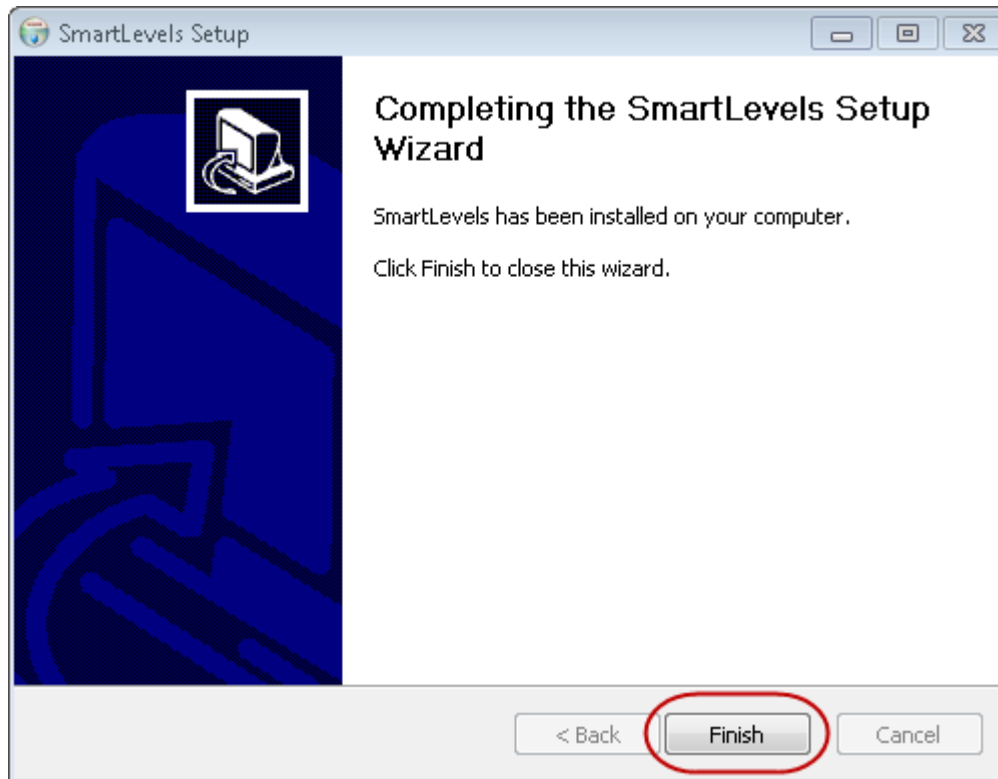 SmartLevels Setup
Completing the SmartLevels Setup
Wizard
SmartLevels has been installed on your computer.
Click Finish to close this wizard.
< Back
Finish
Cancel